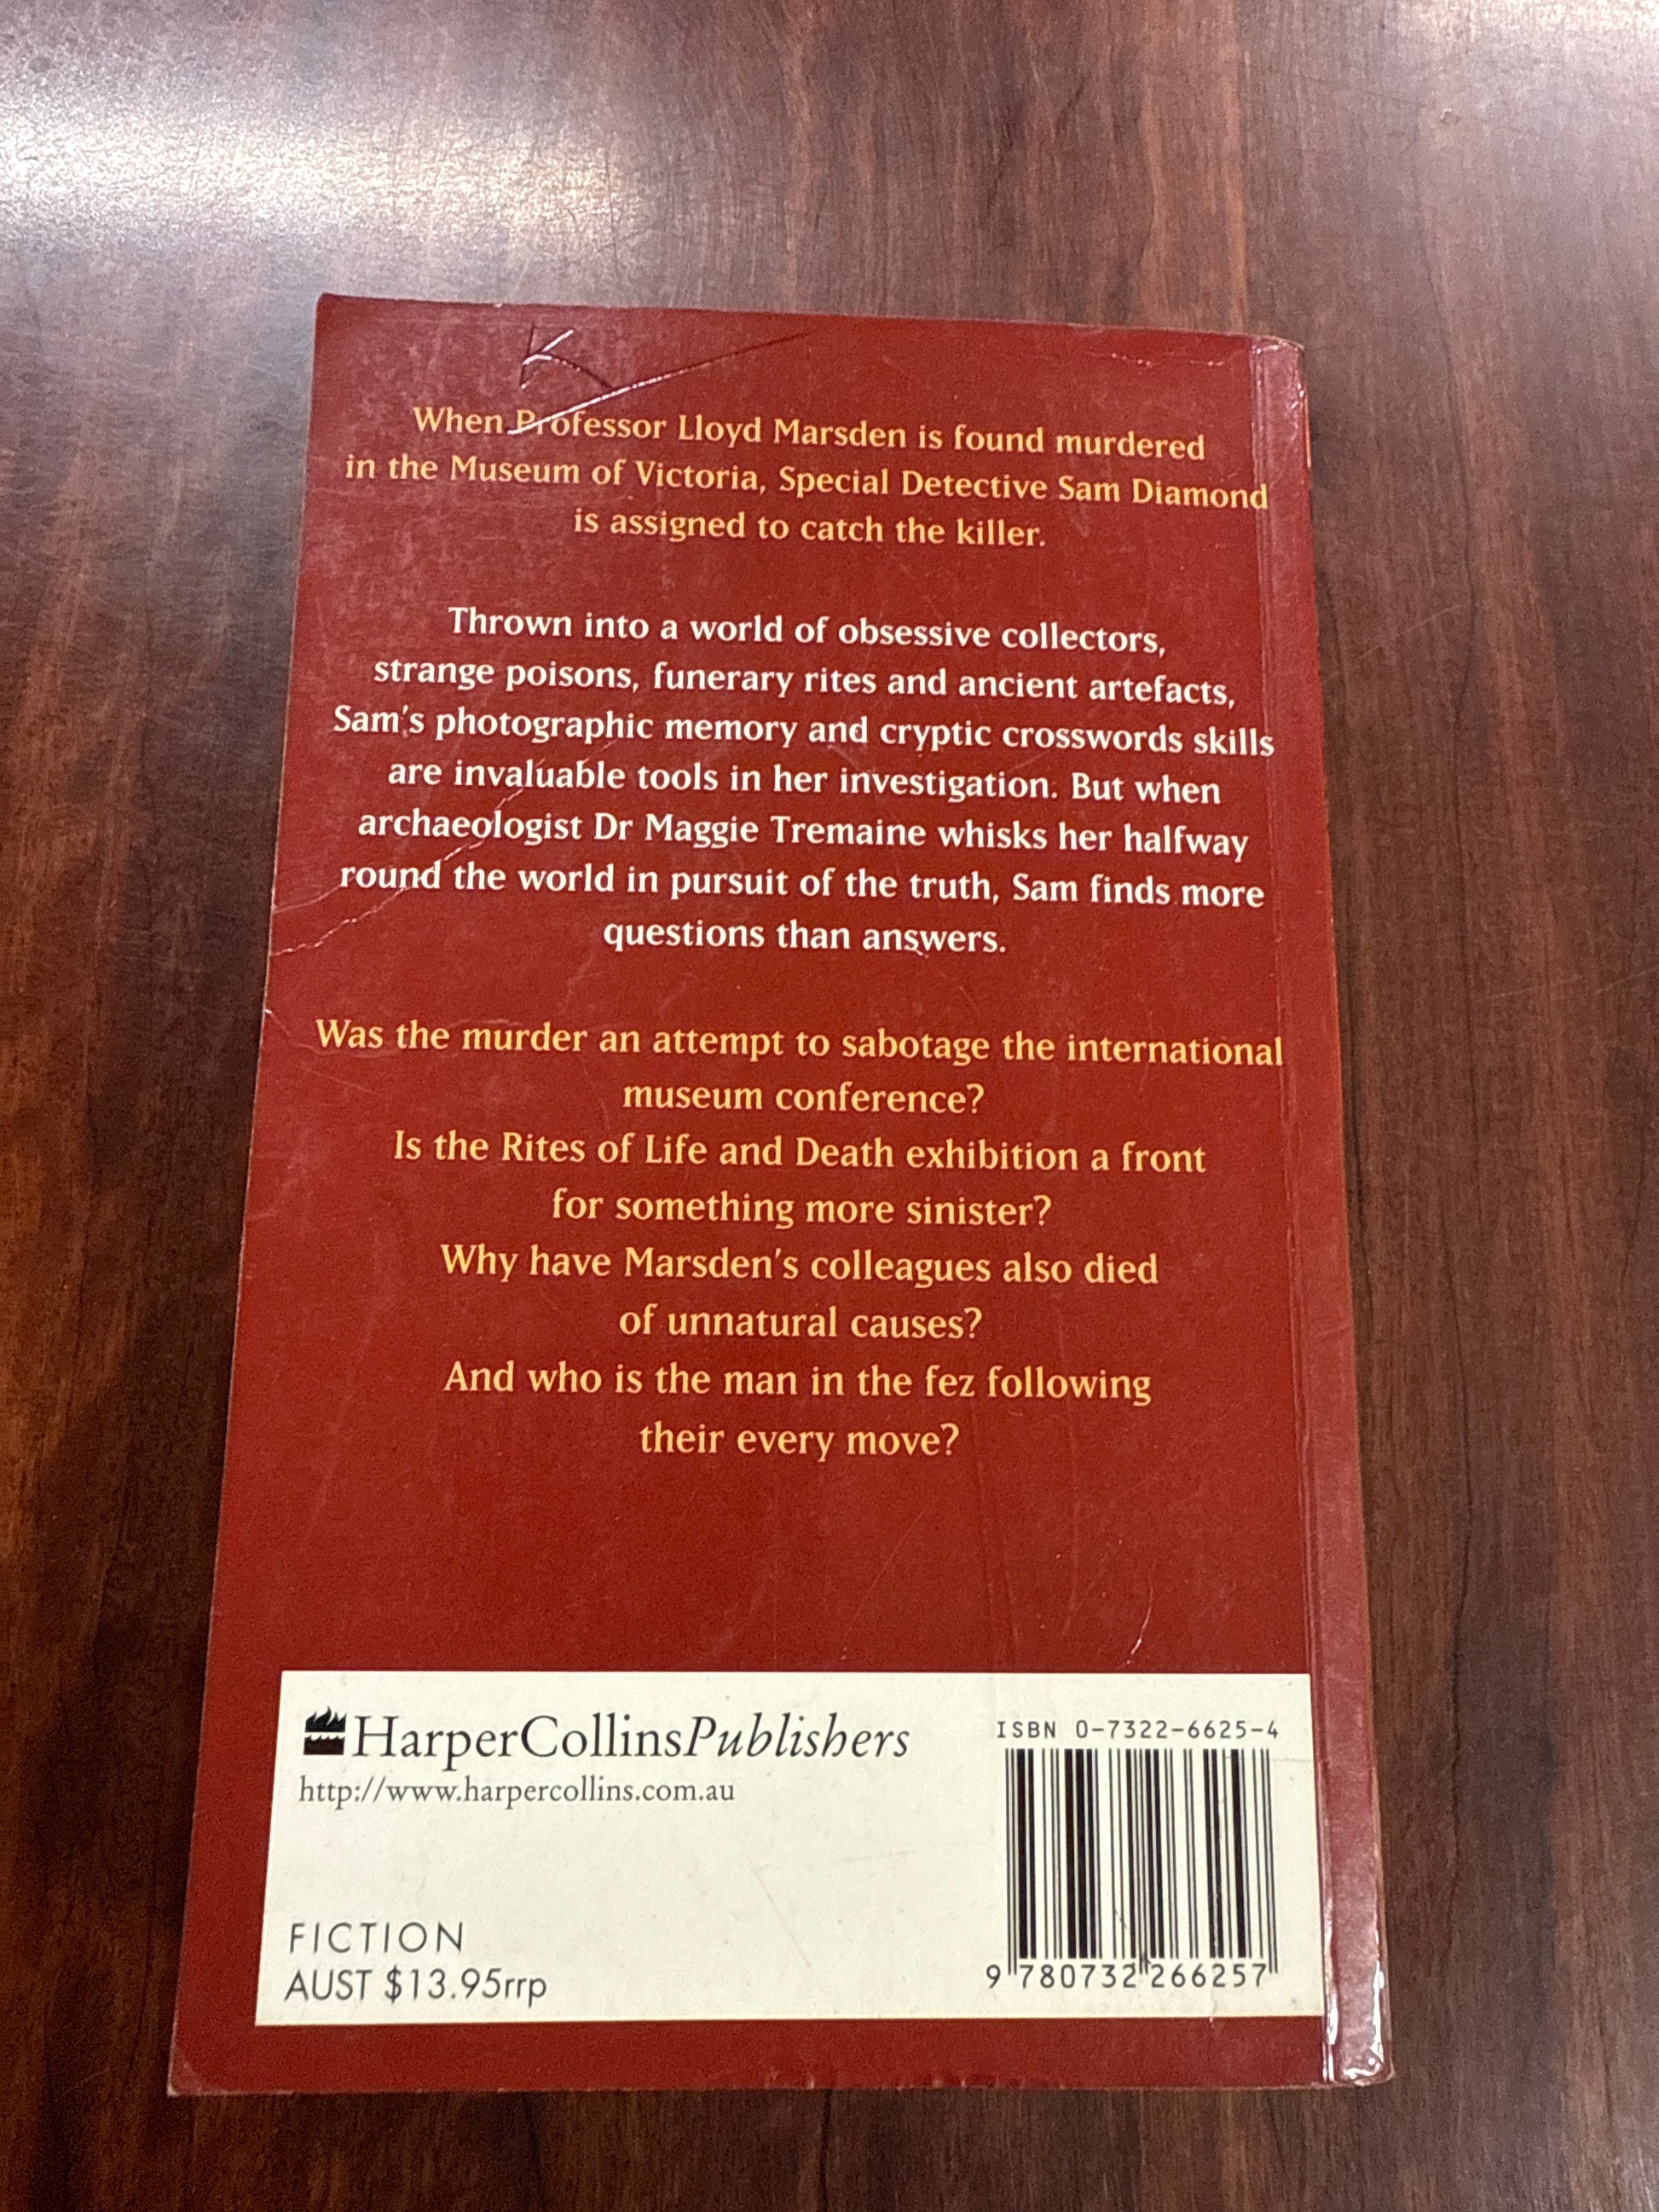 When Professor Lloyd Marsden is found murdered
in the Museum of Victoria, Special Detective Sam Diamond
is assigned to catch the killer.
Thrown into a world of obsessive collectors,
strange poisons, funerary rites and ancient artefacts,
Sam's photographic memory and cryptic crosswords skills
are invaluable tools in her investigation. But when
archaeologist Dr Maggie Tremaine whisks her halfway
round the world in pursuit of the truth, Sam finds more
questions than answers.
Was the murder an attempt to sabotage the international
museum conference?
Is the Rites of Life and Death exhibition a front
for something more sinister?
Why have Marsden's colleagues also died
of unnatural causes?
And who is the man in the fez following
their every move?
HarperCollinsPublishers
http://www.harpercollins.com.au
FICTION
AUST $13.95rrp
ISBN 0-7322-6625-4
9 780732 266257